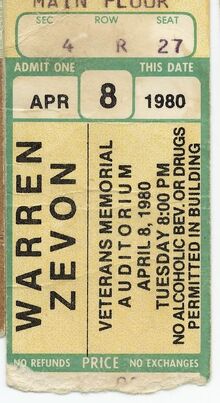 MAIN FLOOR
SEC ROW SEAT
4 R 27
ADMIT ONE THIS DATE
APR 8 1980
WARREN
ZEVON
VETERANS MEMORIAL
AUDITORIUM
APRIL 8, 1980
TUESDAY 8:00 PM
NO ALCOHOLIC BEV. OR DRUGS
PERMITTED IN BUILDING
NO REFUNDS PRICE NO EXCHANGES